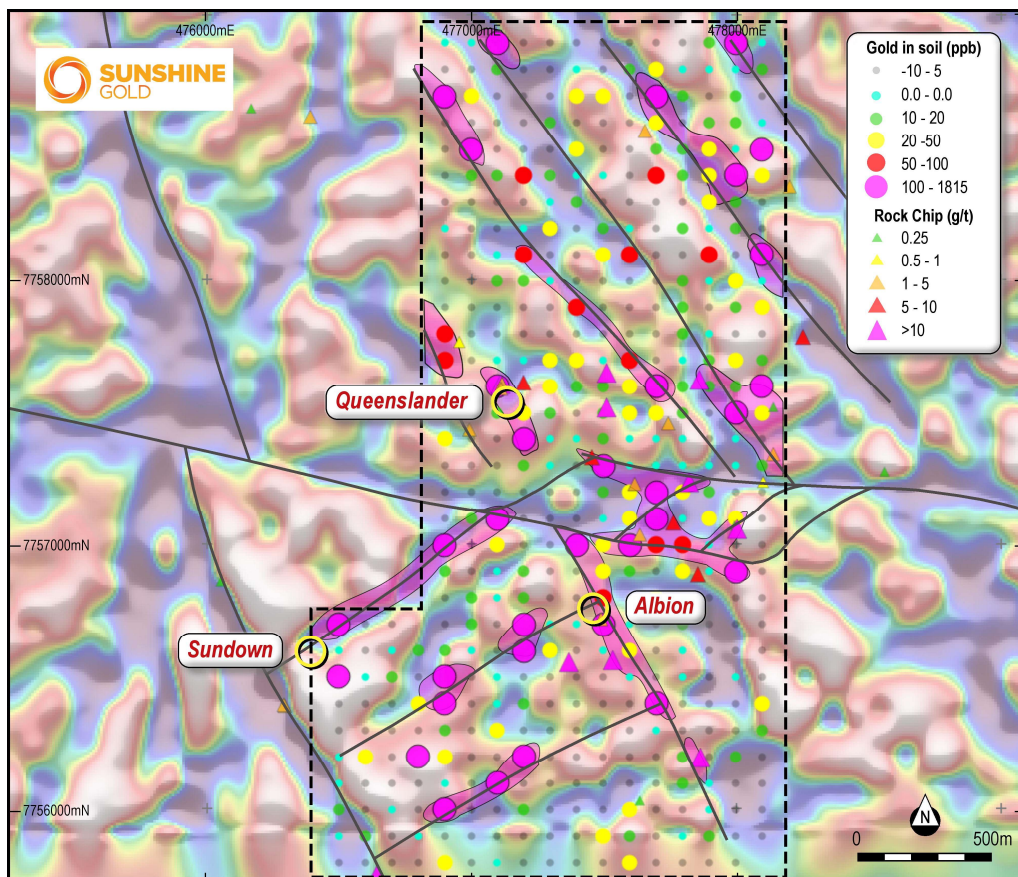 476000mE
477000mE
478000mE
SUNSHINE
GOLD
Gold in soil (ppb)
-10 - 5
0.0 - 0.0
10 - 20
20 -50
50 -100
100 - 1815
Rock Chip (g/t)
0.25
0.5 - 1
1 - 5
5 - 10
>10
7758000mN
Queenslander
7757000mN
Albion
Sundown
7756000mN
N
0
500m